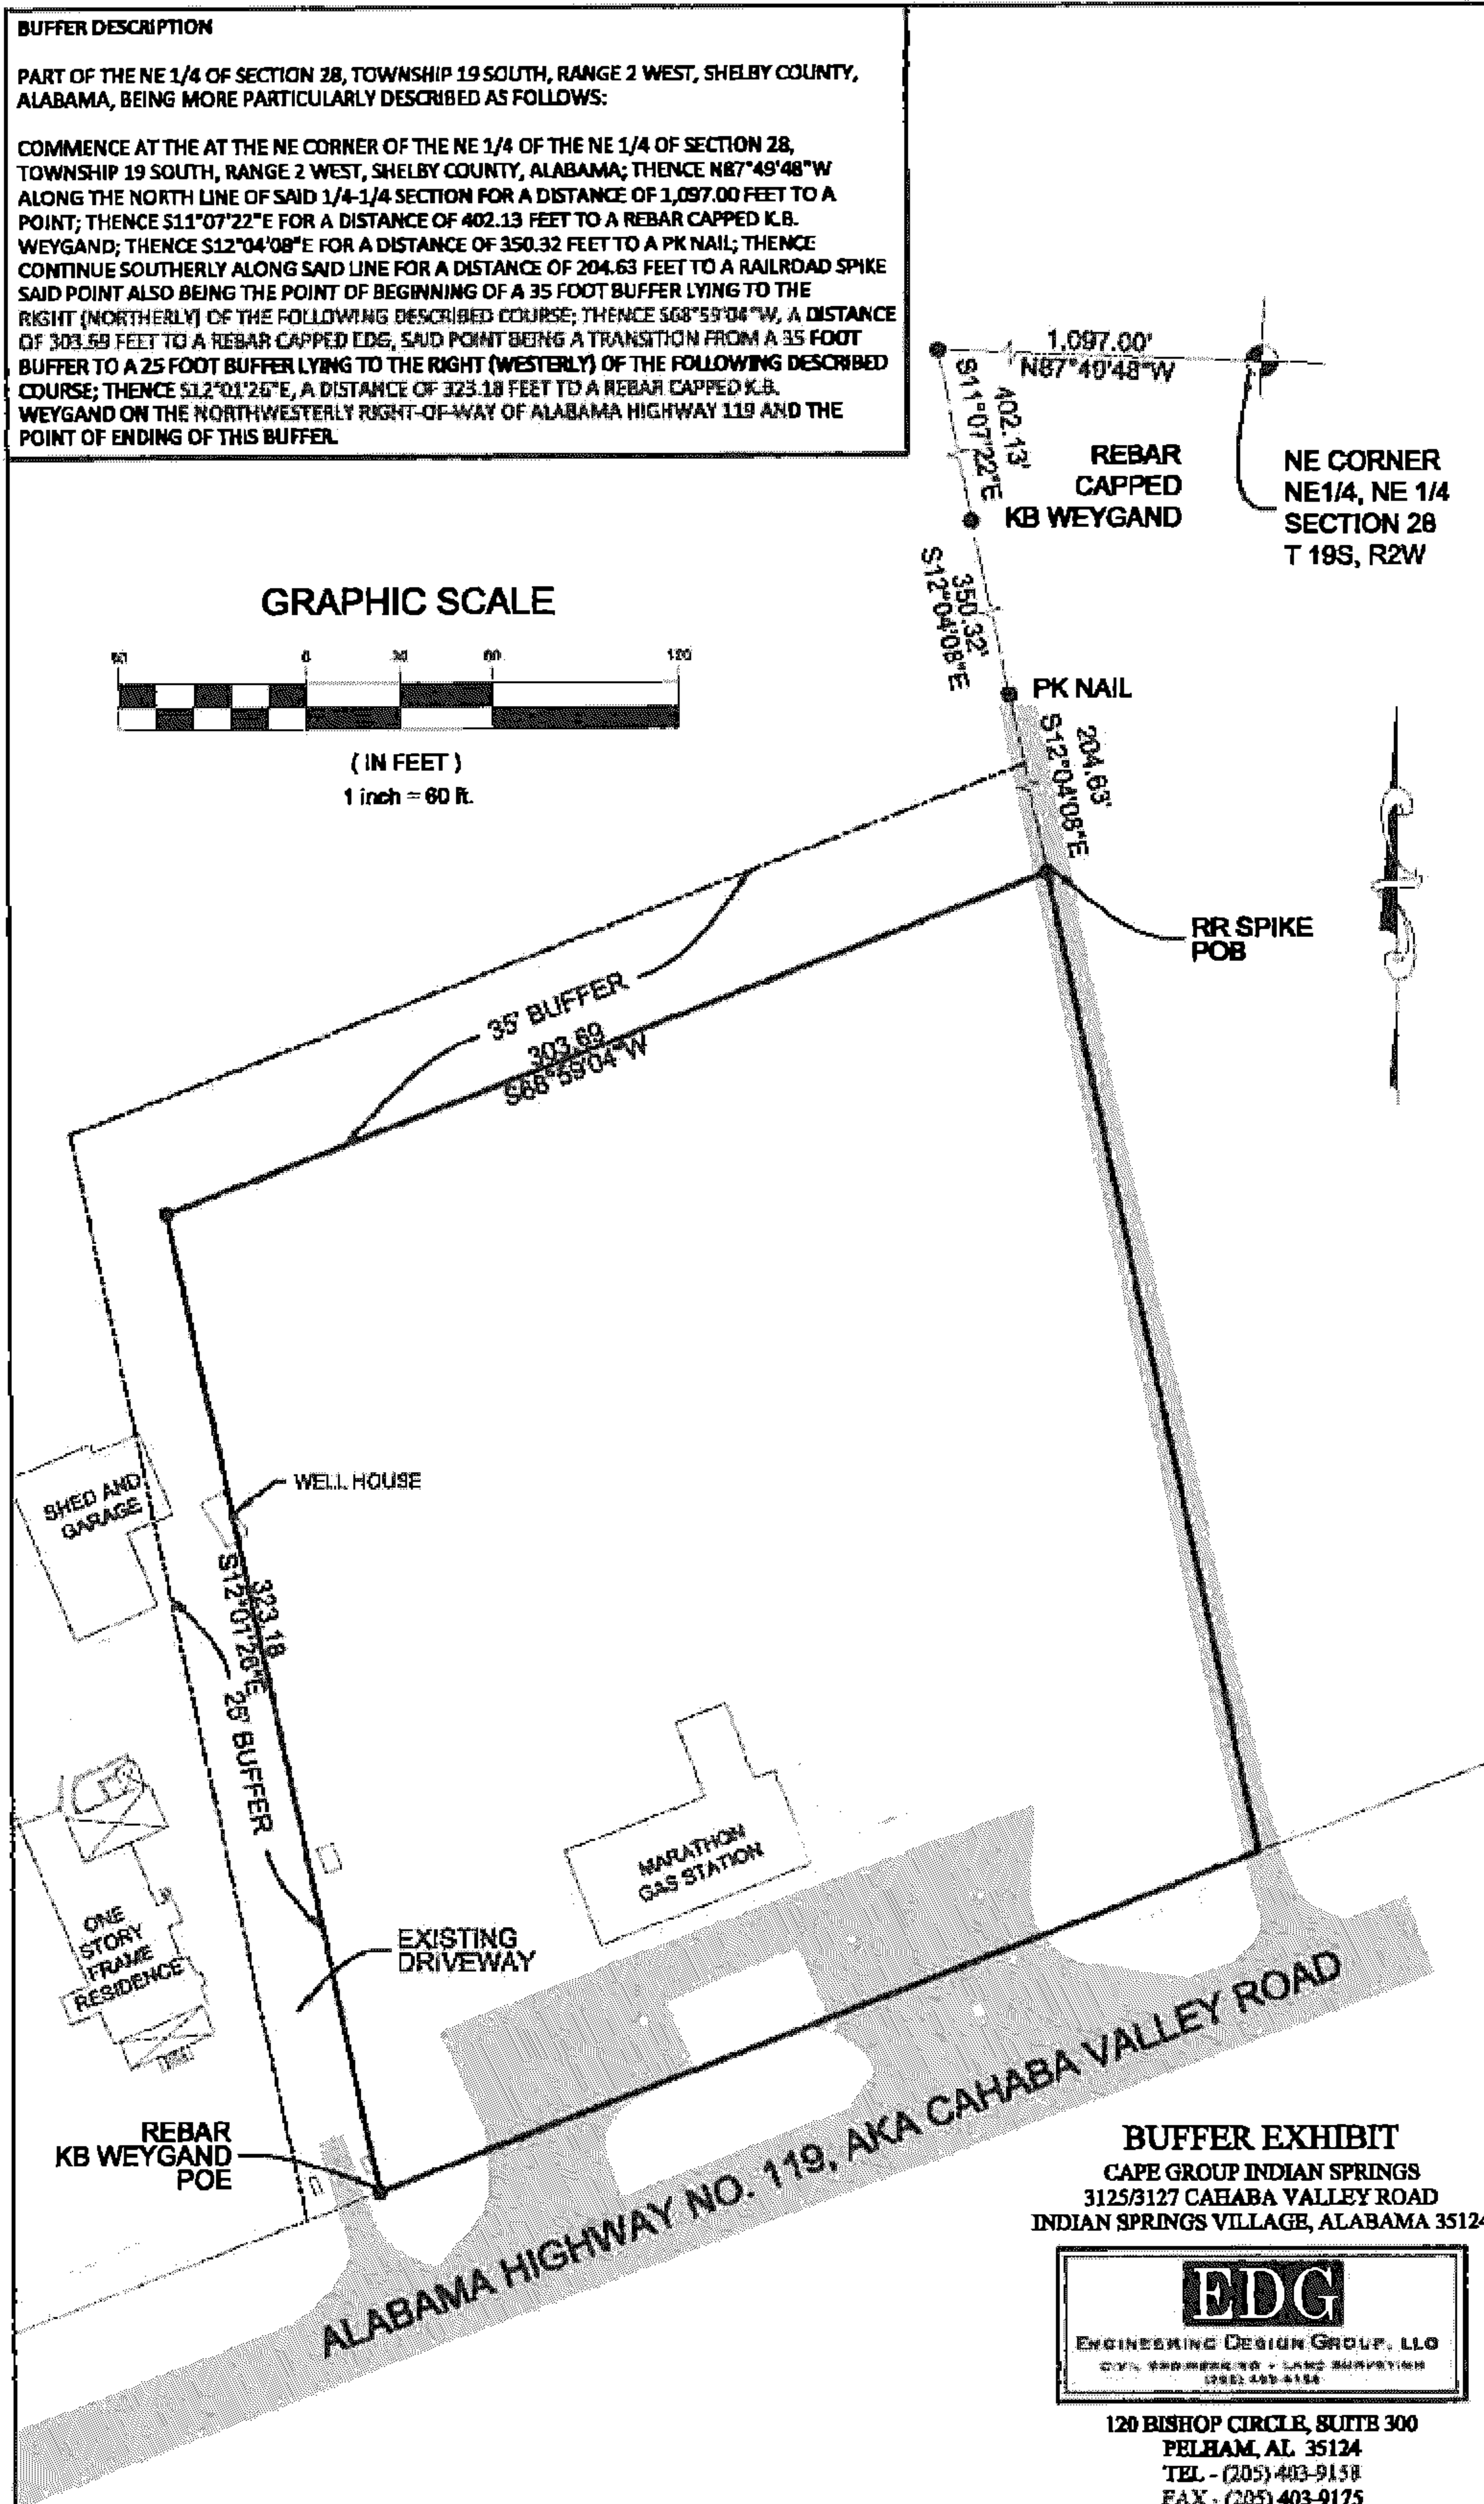 BUFFER DESCRIPTION
PART OF THE NE 1/4 OF SECTION 28, TOWNSHIP 19 SOUTH, RANGE 2 WEST, SHELBY COUNTY,
ALABAMA, BEING MORE PARTICULARLY DESCRIBED AS FOLLOWS:
COMMENCE AT THE AT THE NE CORNER OF THE NE 1/4 OF THE NE 1/4 OF SECTION 28,
TOWNSHIP 19 SOUTH, RANGE 2 WEST, SHELBY COUNTY, ALABAMA; THENCE N87°49'48"W
ALONG THE NORTH LINE OF SAID 1/4-1/4 SECTION FOR A DISTANCE OF 1,097.00 FEET TO A
POINT; THENCE S11°07'22"E FOR A DISTANCE OF 402.13 FEET TO A REBAR CAPPED K.B.
WEYGAND; THENCE S12°04'08"E FOR A DISTANCE OF 350.32 FEET TO A PK NAIL; THENCE
CONTINUE SOUTHERLY ALONG SAID LINE FOR A DISTANCE OF 204.63 FEET TO A RAILROAD SPIKE
SAID POINT ALSO BEING THE POINT OF BEGINNING OF A 35 FOOT BUFFER LYING TO THE
RIGHT (NORTHERLY) OF THE FOLLOWING DESCRIBED COURSE; THENCE S68°59'04"W, A DISTANCE
OF 303.59 FEET TO A REBAR CAPPED EDG, SAID POINT BEING A TRANSITION FROM A 35 FOOT
BUFFER TO A 25 FOOT BUFFER LYING TO THE RIGHT (WESTERLY) OF THE FOLLOWING DESCRIBED
COURSE; THENCE S12°01'26"E, A DISTANCE OF 323.18 FEET TO A REBAR CAPPED K.B.
WEYGAND ON THE NORTHWESTERLY RIGHT-OF-WAY OF ALABAMA HIGHWAY 119 AND THE
POINT OF ENDING OF THIS BUFFER.
1,097.00'
N87°49'48"W
402.13'
S11°07'22"E
REBAR
CAPPED
KB WEYGAND
NE CORNER
NE1/4, NE 1/4
SECTION 28
T 19S, R2W
350.32'
S12°04'08"E
GRAPHIC SCALE
60 0 30 60 120
( IN FEET )
1 inch = 60 ft.
PK NAIL
204.63'
S12°04'08"E
RR SPIKE
POB
35' BUFFER
303.69
S68°59'04"W
WELL HOUSE
SHED AND
GARAGE
323.18
S12°01'26"E
25' BUFFER
MARATHON
GAS STATION
ONE
STORY
FRAME
RESIDENCE
EXISTING
DRIVEWAY
REBAR
KB WEYGAND
POE
ALABAMA HIGHWAY NO. 119, AKA CAHABA VALLEY ROAD
BUFFER EXHIBIT
CAPE GROUP INDIAN SPRINGS
3125/3127 CAHABA VALLEY ROAD
INDIAN SPRINGS VILLAGE, ALABAMA 35124
EDG
ENGINEERING DESIGN GROUP, LLC
CIVIL ENGINEERING - LAND SURVEYING
120 BISHOP CIRCLE, SUITE 300
PELHAM, AL 35124
TEL - (205) 403-9158
FAX - (205) 403-9175